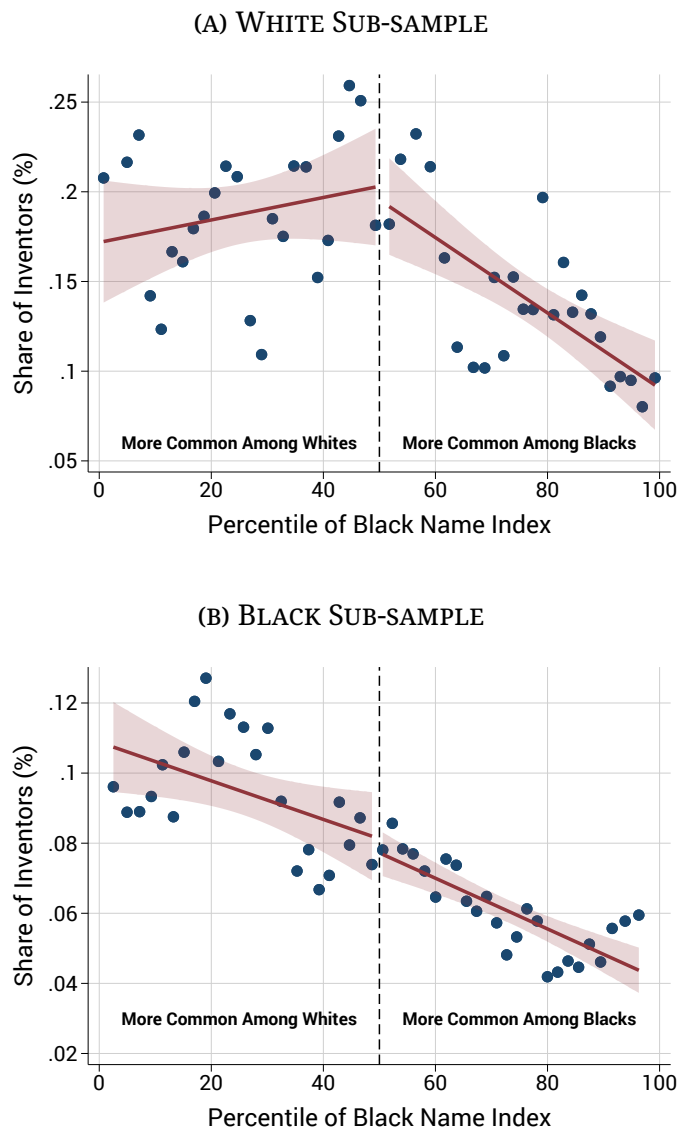 (A) WHITE SUB-SAMPLE
.25
.2
.15
.1
.05
Share of Inventors (%)
More Common Among Whites
More Common Among Blacks
0 20 40 60 80 100
Percentile of Black Name Index
(B) BLACK SUB-SAMPLE
.12
.1
.08
.06
.04
.02
Share of Inventors (%)
More Common Among Whites
More Common Among Blacks
0 20 40 60 80 100
Percentile of Black Name Index